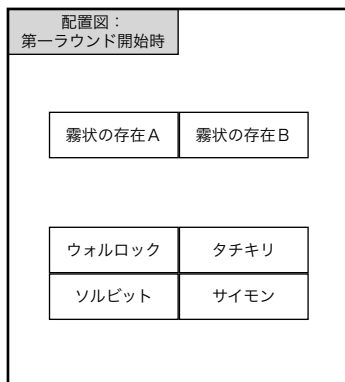 配置図：
第一ラウンド開始時
霧状の存在A 霧状の存在B
ウォルロック タチキリ
ソルビット サイモン